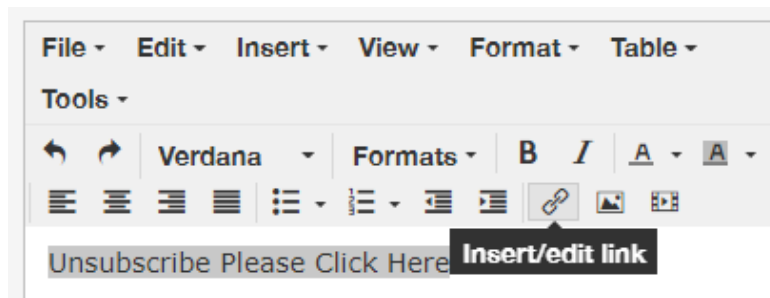 File Edit Insert View Format Table
Tools
Verdana Formats B I A A
Unsubscribe Please Click Here Insert/edit link